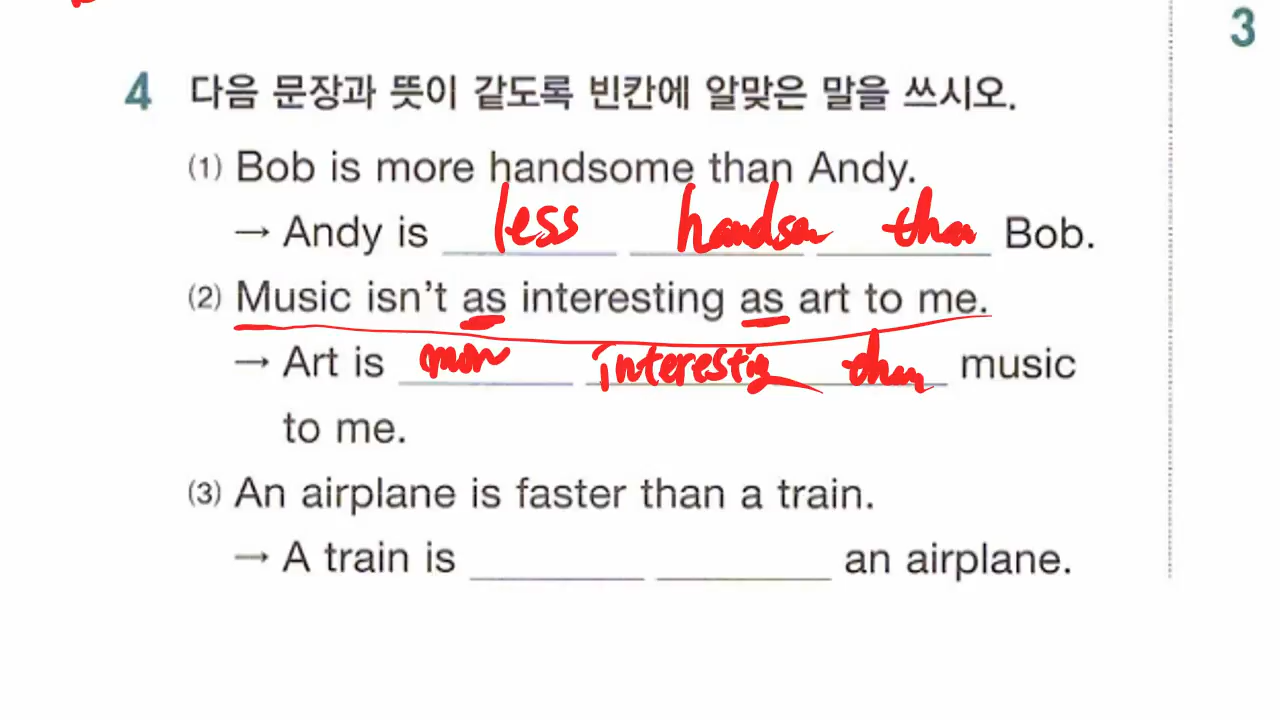 3
4 다음 문장과 뜻이 같도록 빈칸에 알맞은 말을 쓰시오.
(1) Bob is more handsome than Andy.
→ Andy is less than Bob.
(2) Music isn't as interesting as art to me.
→ Art is than music
to me.
(3) An airplane is faster than a train.
→ A train is an airplane.